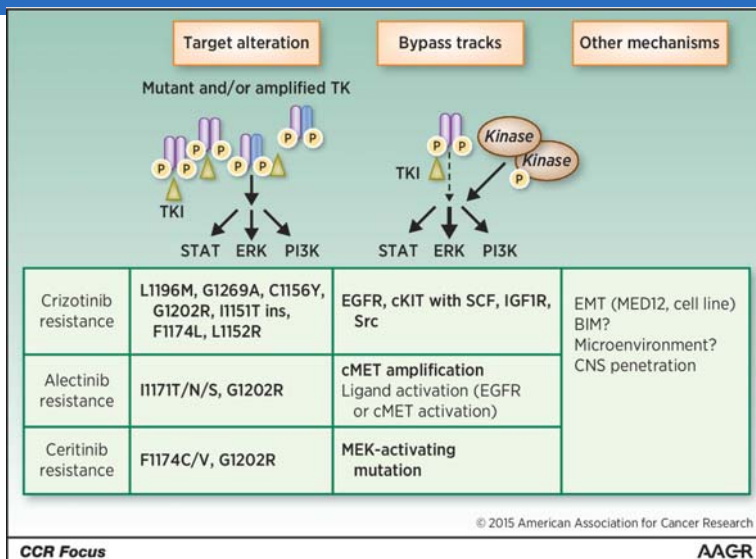 Target alteration
Bypass tracks
Other mechanisms
Mutant and/or amplified TK
P P
P P
P P
P P
TKI
STAT ERK PI3K
P P
TKI
Kinase
Kinase
P
STAT ERK PI3K
Crizotinib
resistance
L1196M, G1269A, C1156Y,
G1202R, I1151T ins,
F1174L, L1152R
EGFR, cKIT with SCF, IGF1R,
Src
EMT (MED12, cell line)
BIM?
Microenvironment?
CNS penetration
Alectinib
resistance
I1171T/N/S, G1202R
cMET amplification
Ligand activation (EGFR
or cMET activation)
Ceritinib
resistance
F1174C/V, G1202R
MEK-activating
mutation
© 2015 American Association for Cancer Research
CCR Focus
AAGR